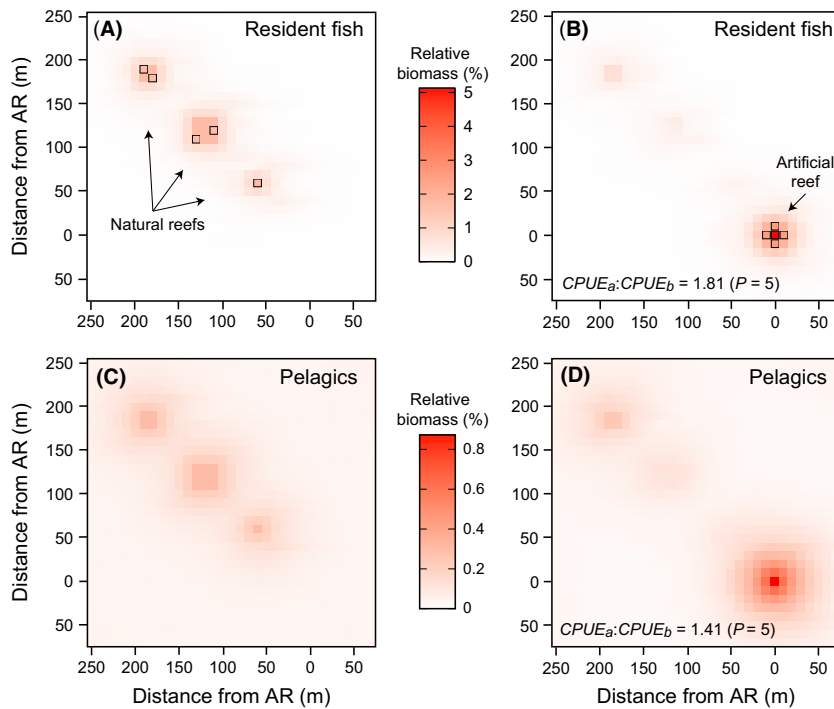 (A)
Resident fish
250
200
150
100
50
0
50
Distance from AR (m)
Natural reefs
250 200 150 100 50 0 50
Relative
biomass (%)
5
4
3
2
1
0
(B)
Resident fish
250
200
150
100
50
0
50
Artificial
reef
CPUEa:CPUEb = 1.81 (P = 5)
250 200 150 100 50 0 50
(C)
Pelagics
250
200
150
100
50
0
50
Distance from AR (m)
250 200 150 100 50 0 50
Distance from AR (m)
Relative
biomass (%)
0.8
0.6
0.4
0.2
0
(D)
Pelagics
250
200
150
100
50
0
50
CPUEa:CPUEb = 1.41 (P = 5)
250 200 150 100 50 0 50
Distance from AR (m)